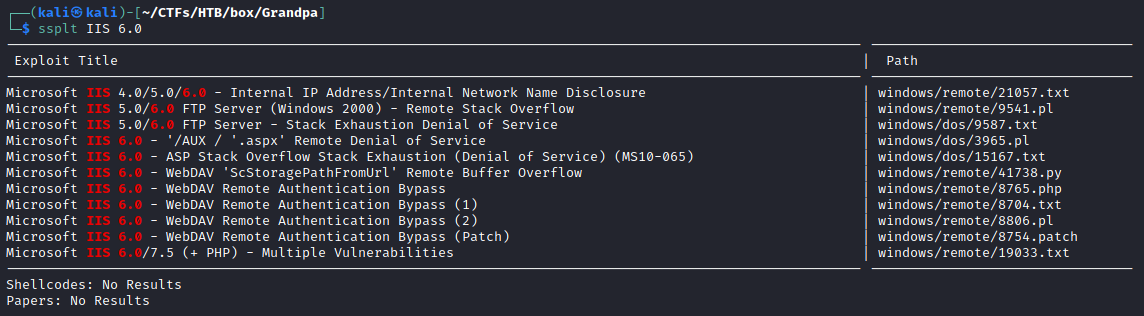 (kali㉿kali)-[~/CTFs/HTB/box/Grandpa]
$ ssplt IIS 6.0
Exploit Title | Path
Microsoft IIS 4.0/5.0/6.0 - Internal IP Address/Internal Network Name Disclosure | windows/remote/21057.txt
Microsoft IIS 5.0/6.0 FTP Server (Windows 2000) - Remote Stack Overflow | windows/remote/9541.pl
Microsoft IIS 5.0/6.0 FTP Server - Stack Exhaustion Denial of Service | windows/dos/9587.txt
Microsoft IIS 6.0 - '/AUX / '.aspx' Remote Denial of Service | windows/dos/3965.pl
Microsoft IIS 6.0 - ASP Stack Overflow Stack Exhaustion (Denial of Service) (MS10-065) | windows/dos/15167.txt
Microsoft IIS 6.0 - WebDAV 'ScStoragePathFromUrl' Remote Buffer Overflow | windows/remote/41738.py
Microsoft IIS 6.0 - WebDAV Remote Authentication Bypass | windows/remote/8765.php
Microsoft IIS 6.0 - WebDAV Remote Authentication Bypass (1) | windows/remote/8704.txt
Microsoft IIS 6.0 - WebDAV Remote Authentication Bypass (2) | windows/remote/8806.pl
Microsoft IIS 6.0 - WebDAV Remote Authentication Bypass (Patch) | windows/remote/8754.patch
Microsoft IIS 6.0/7.5 (+ PHP) - Multiple Vulnerabilities | windows/remote/19033.txt
Shellcodes: No Results
Papers: No Results